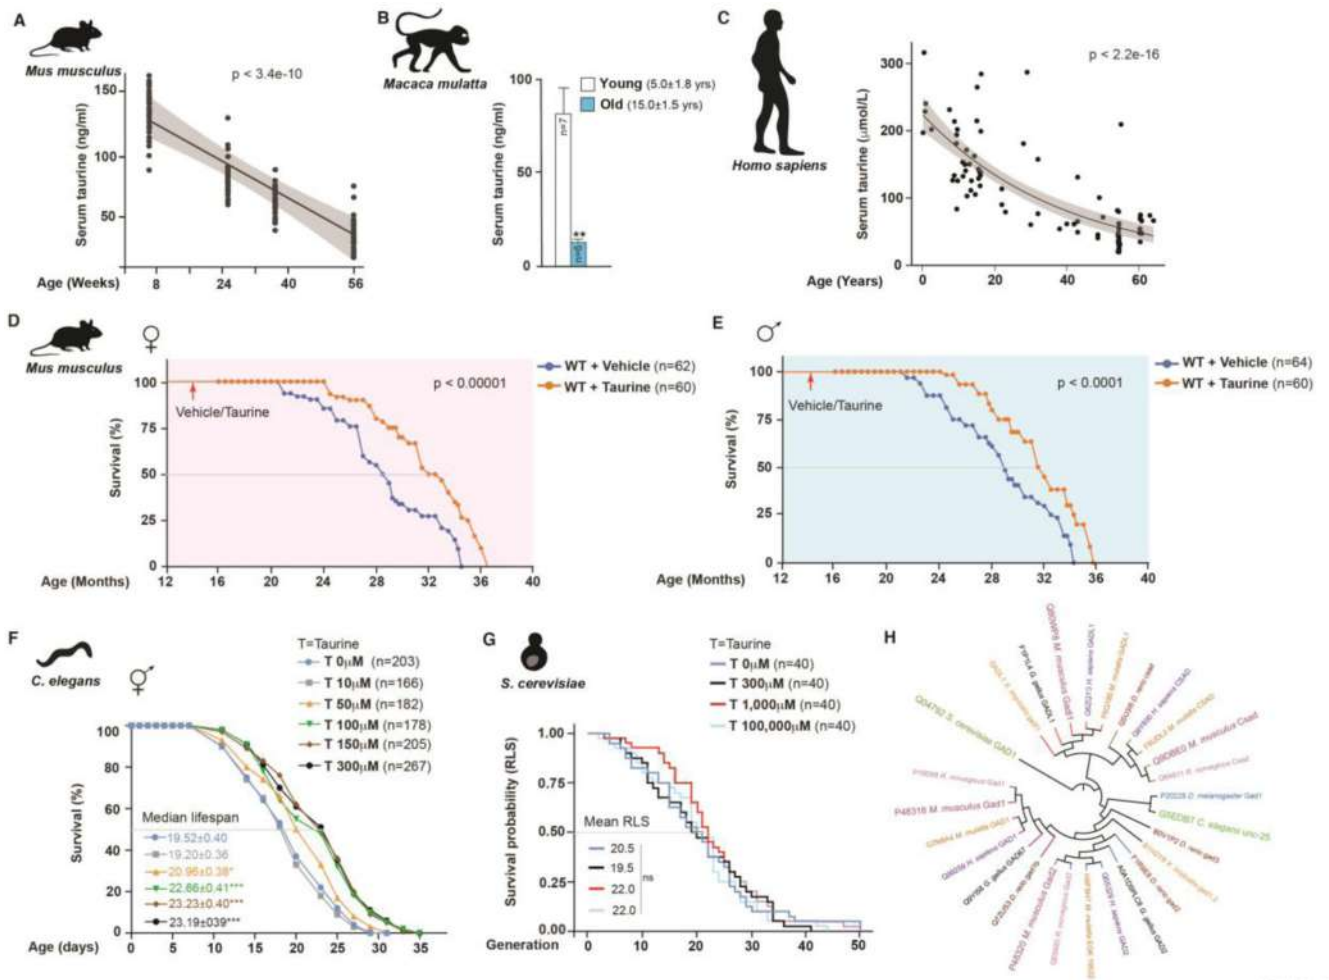 A
Mus musculus
p < 3.4e-10
Serum taurine (ng/ml)
150
100
50
Age (Weeks)
8
24
40
56
B
Macaca mulatta
Serum taurine (ng/ml)
100
50
0
Young (5.0±1.8 yrs)
Old (15.0±1.5 yrs)
n=7
**
C
Homo sapiens
p < 2.2e-16
Serum taurine (μmol/L)
300
200
100
0
Age (Years)
0
20
40
60
D
Mus musculus
♀
WT + Vehicle (n=62)
WT + Taurine (n=60)
p < 0.00001
Vehicle/Taurine
Survival (%)
100
75
50
25
0
Age (Months)
12
16
20
24
28
32
36
40
E
♂
WT + Vehicle (n=64)
WT + Taurine (n=60)
p < 0.0001
Vehicle/Taurine
Survival (%)
100
75
50
25
0
Age (Months)
12
16
20
24
28
32
36
40
F
C. elegans
T=Taurine
T 0μM (n=203)
T 10μM (n=166)
T 50μM (n=182)
T 100μM (n=178)
T 150μM (n=205)
T 300μM (n=267)
Survival (%)
100
80
60
40
20
0
Median lifespan
19.52±0.40
19.20±0.36
20.96±0.38*
22.66±0.41***
23.23±0.40***
23.19±039***
Age (days)
0
5
10
15
20
25
30
35
G
S. cerevisiae
T=Taurine
T 0μM (n=40)
T 300μM (n=40)
T 1,000μM (n=40)
T 100,000μM (n=40)
Survival probability (RLS)
1.00
0.75
0.50
0.25
0.00
Mean RLS
20.5
19.5
22.0
22.0
ns
Generation
0
10
20
30
40
50
H
Q04792 S. cerevisiae GAD1
Q80WP8 M. musculus Gadl1
Q6ZQY3 H. sapiens GADL1
Q9DBE0 M. musculus Csad
P20228 D. melanogaster Gad1
G5EDB7 C. elegans unc-25
P48318 M. musculus Gad1
P48320 M. musculus Gad2